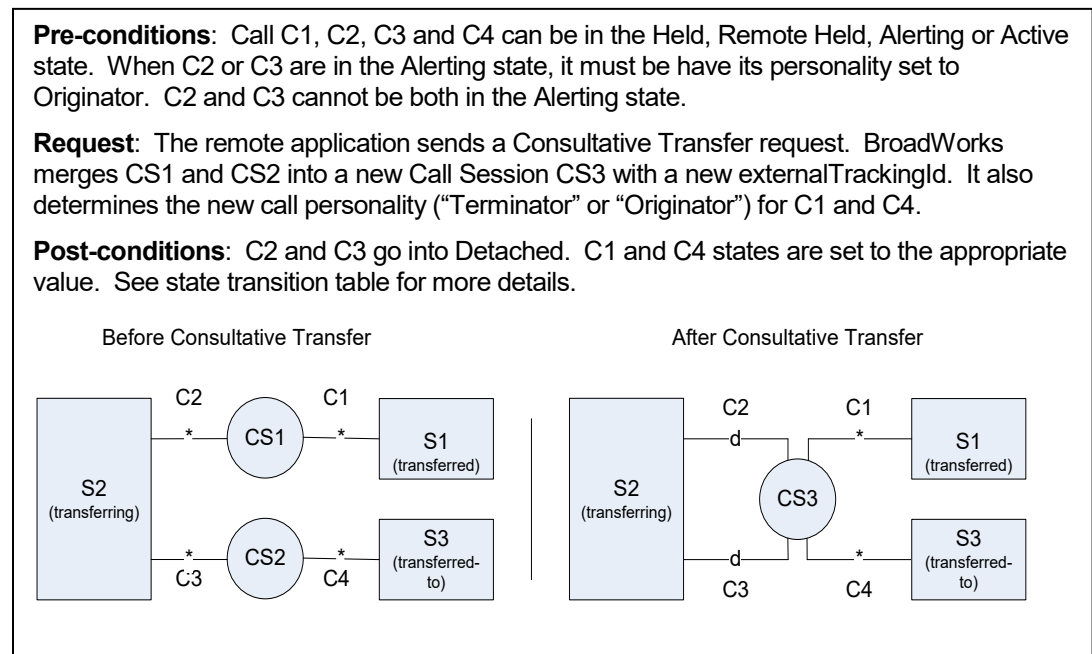 Pre-conditions: Call C1, C2, C3 and C4 can be in the Held, Remote Held, Alerting or Active
state. When C2 or C3 are in the Alerting state, it must be have its personality set to
Originator. C2 and C3 cannot be both in the Alerting state.
Request: The remote application sends a Consultative Transfer request. BroadWorks
merges CS1 and CS2 into a new Call Session CS3 with a new externalTrackingId. It also
determines the new call personality (“Terminator” or “Originator”) for C1 and C4.
Post-conditions: C2 and C3 go into Detached. C1 and C4 states are set to the appropriate
value. See state transition table for more details.
Before Consultative Transfer
After Consultative Transfer
C2
C1
*
CS1
*
S1
(transferred)
S2
(transferring)
*
CS2
*
C3
C4
S3
(transferred-
to)
C2
C1
d
*
S1
(transferred)
S2
(transferring)
CS3
d
*
C3
C4
S3
(transferred-
to)